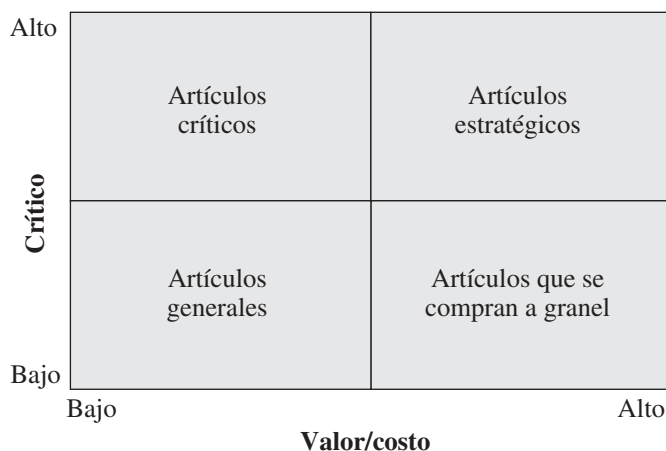 Alto
Artículos
críticos
Artículos
estratégicos
Crítico
Artículos
generales
Artículos que se
compran a granel
Bajo
Bajo
Alto
Valor/costo